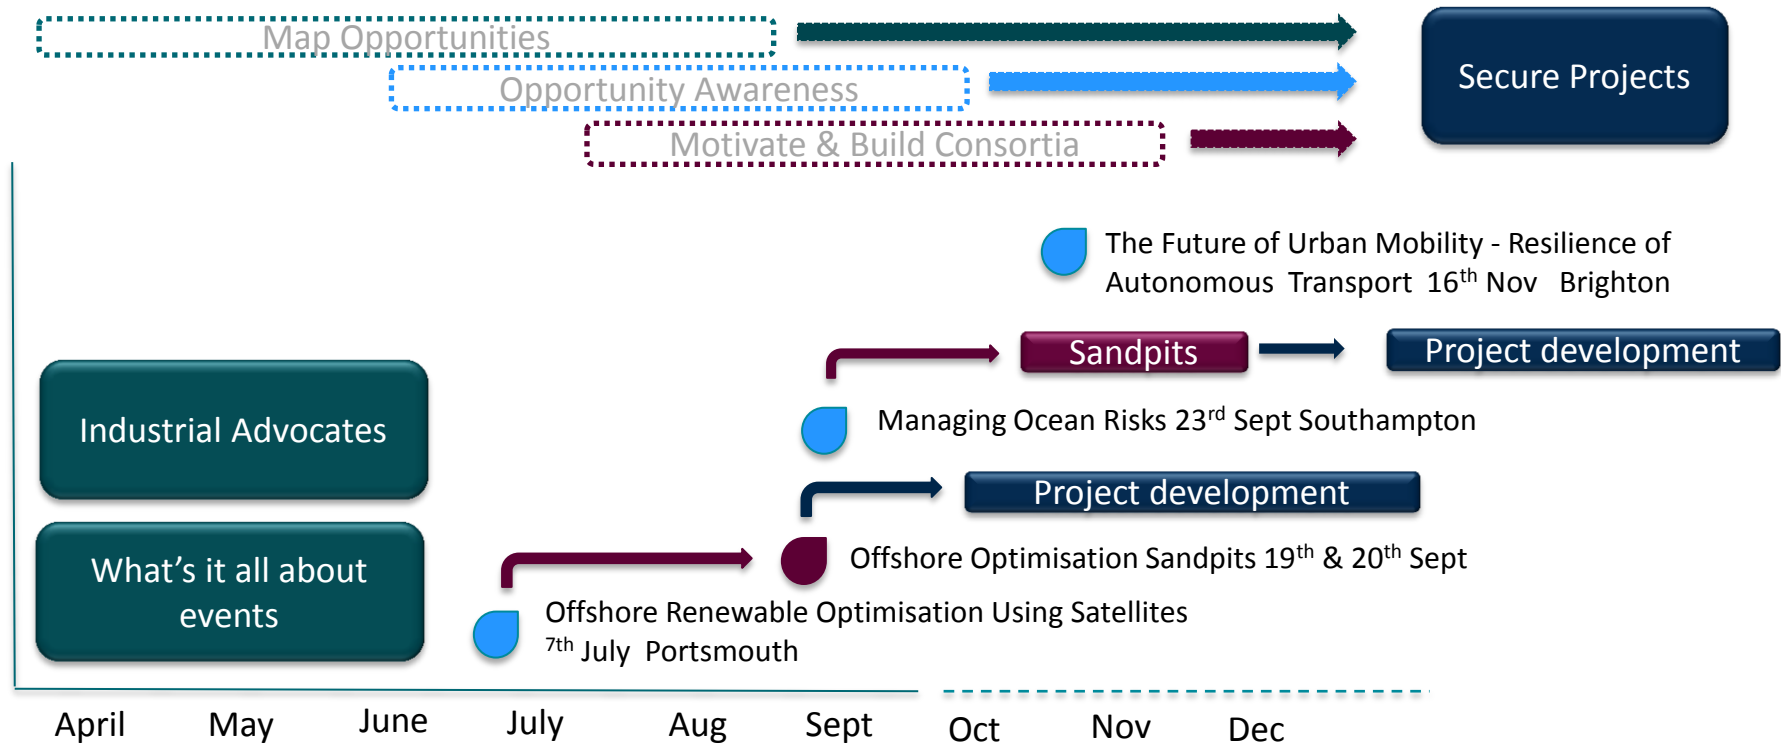 Map Opportunities
Opportunity Awareness
Motivate & Build Consortia
Secure Projects
The Future of Urban Mobility - Resilience of
Autonomous Transport 16th Nov Brighton
Sandpits
Project development
Industrial Advocates
Managing Ocean Risks 23rd Sept Southampton
Project development
What's it all about
events
Offshore Optimisation Sandpits 19th & 20th Sept
Offshore Renewable Optimisation Using Satellites
7th July Portsmouth
April May June July Aug Sept Oct Nov Dec